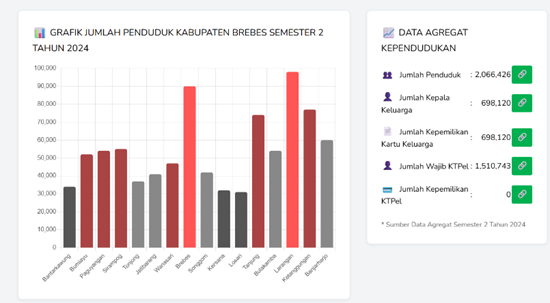 GRAFIK JUMLAH PENDUDUK KABUPATEN BREBES SEMESTER 2
TAHUN 2024
100,000
90,000
80,000
70,000
60,000
50,000
40,000
30,000
20,000
10,000
0
Bantarkawung
Bumiayu
Paguyangan
Sirampog
Tonjong
Jatibarang
Wanasari
Brebes
Songgom
Kersana
Losari
Tanjung
Bulakamba
Larangan
Ketanggungan
Banjarharjo
DATA AGREGAT
KEPENDUDUKAN
Jumlah Penduduk : 2,066,426
Jumlah Kepala
Keluarga : 698,120
Jumlah Kepemilikan
Kartu Keluarga : 698,120
Jumlah Wajib KTPel : 1,510,743
Jumlah Kepemilikan
KTPel : 0
* Sumber Data Agregat Semester 2 Tahun 2024